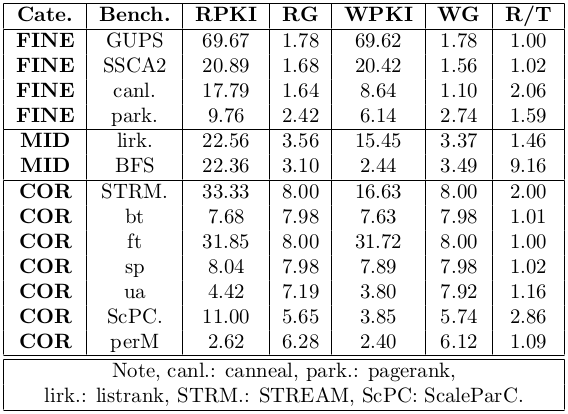 Cate. Bench. RPKI RG WPKI WG R/T
FINE GUPS 69.67 1.78 69.62 1.78 1.00
FINE SSCA2 20.89 1.68 20.42 1.56 1.02
FINE canl. 17.79 1.64 8.64 1.10 2.06
FINE park. 9.76 2.42 6.14 2.74 1.59
MID lirk. 22.56 3.56 15.45 3.37 1.46
MID BFS 22.36 3.10 2.44 3.49 9.16
COR STRM. 33.33 8.00 16.63 8.00 2.00
COR bt 7.68 7.98 7.63 7.98 1.01
COR ft 31.85 8.00 31.72 8.00 1.00
COR sp 8.04 7.98 7.89 7.98 1.02
COR ua 4.42 7.19 3.80 7.92 1.16
COR ScPC. 11.00 5.65 3.85 5.74 2.86
COR perM 2.62 6.28 2.40 6.12 1.09
Note, canl.: canneal, park.: pagerank,
lirk.: listrank, STRM.: STREAM, ScPC: ScaleParC.